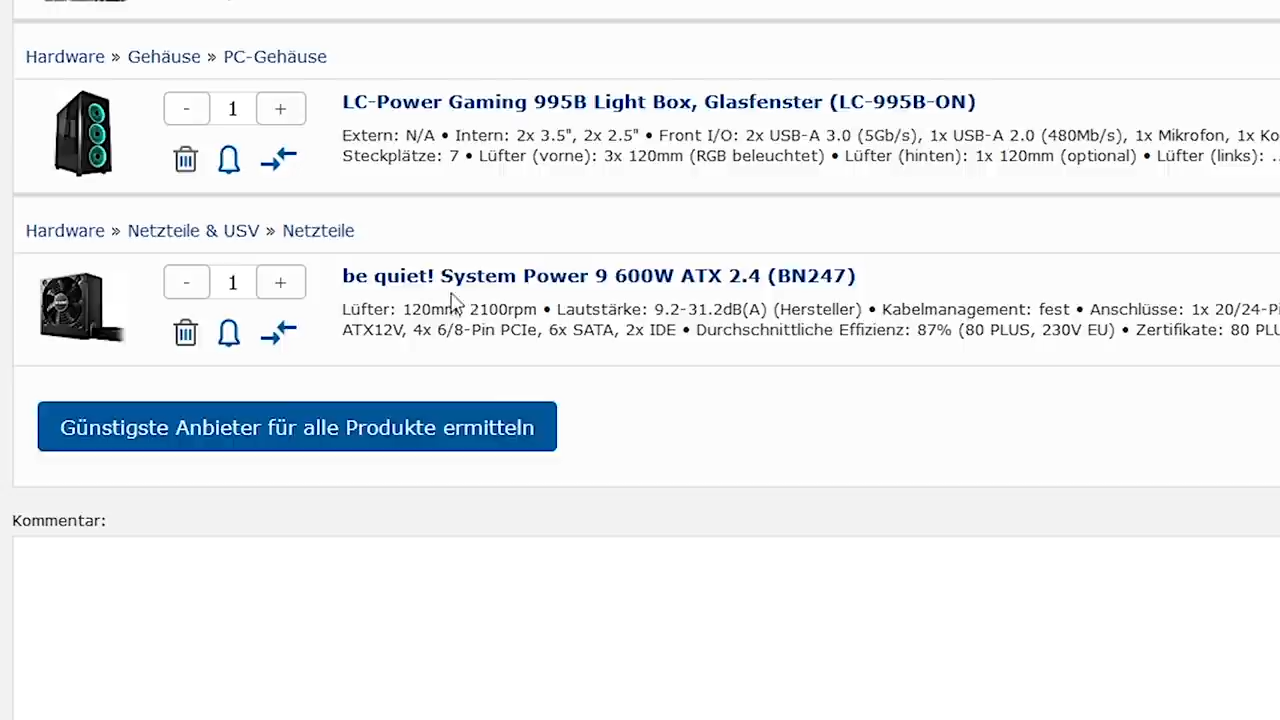 Hardware » Gehäuse » PC-Gehäuse
- 1 +
LC-Power Gaming 995B Light Box, Glasfenster (LC-995B-ON)
Extern: N/A • Intern: 2x 3.5", 2x 2.5" • Front I/O: 2x USB-A 3.0 (5Gb/s), 1x USB-A 2.0 (480Mb/s), 1x Mikrofon, 1x Ko
Steckplätze: 7 • Lüfter (vorne): 3x 120mm (RGB beleuchtet) • Lüfter (hinten): 1x 120mm (optional) • Lüfter (links): ..
Hardware » Netzteile & USV » Netzteile
- 1 +
be quiet! System Power 9 600W ATX 2.4 (BN247)
Lüfter: 120mm, 2100rpm • Lautstärke: 9.2-31.2dB(A) (Hersteller) • Kabelmanagement: fest • Anschlüsse: 1x 20/24-Pi
ATX12V, 4x 6/8-Pin PCIe, 6x SATA, 2x IDE • Durchschnittliche Effizienz: 87% (80 PLUS, 230V EU) • Zertifikate: 80 PLU
Günstigste Anbieter für alle Produkte ermitteln
Kommentar: